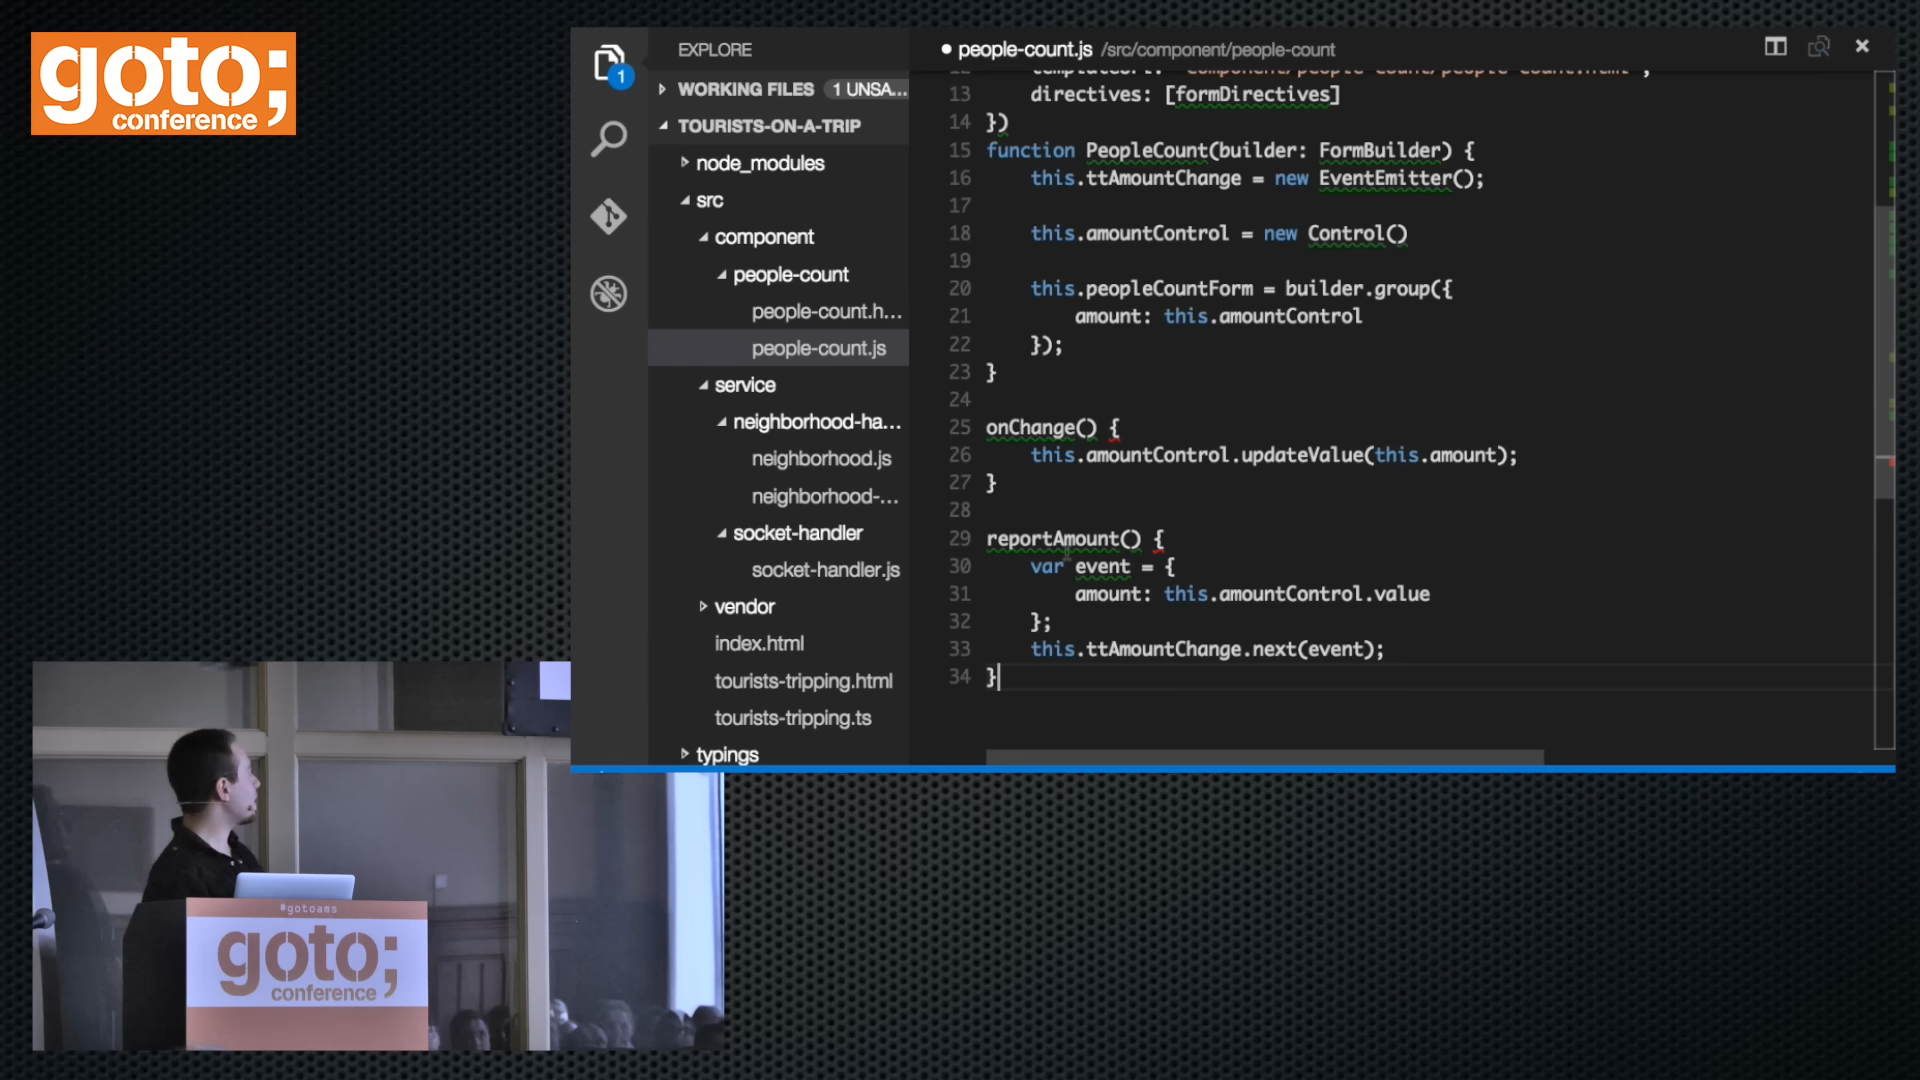 goto;
conference
1
EXPLORE
WORKING FILES 1 UNSA...
TOURISTS-ON-A-TRIP
node_modules
src
component
people-count
people-count.h...
people-count.js
service
neighborhood-ha...
neighborhood.js
neighborhood-...
socket-handler
socket-handler.js
vendor
index.html
tourists-tripping.html
tourists-tripping.ts
typings
people-count.js /src/component/people-count
13 directives: [formDirectives]
14 })
15 function PeopleCount(builder: FormBuilder) {
16 this.ttAmountChange = new EventEmitter();
17
18 this.amountControl = new Control()
19
20 this.peopleCountForm = builder.group({
21 amount: this.amountControl
22 });
23 }
24
25 onChange() {
26 this.amountControl.updateValue(this.amount);
27 }
28
29 reportAmount() {
30 var event = {
31 amount: this.amountControl.value
32 };
33 this.ttAmountChange.next(event);
34 }
#gotoams
goto;
conference